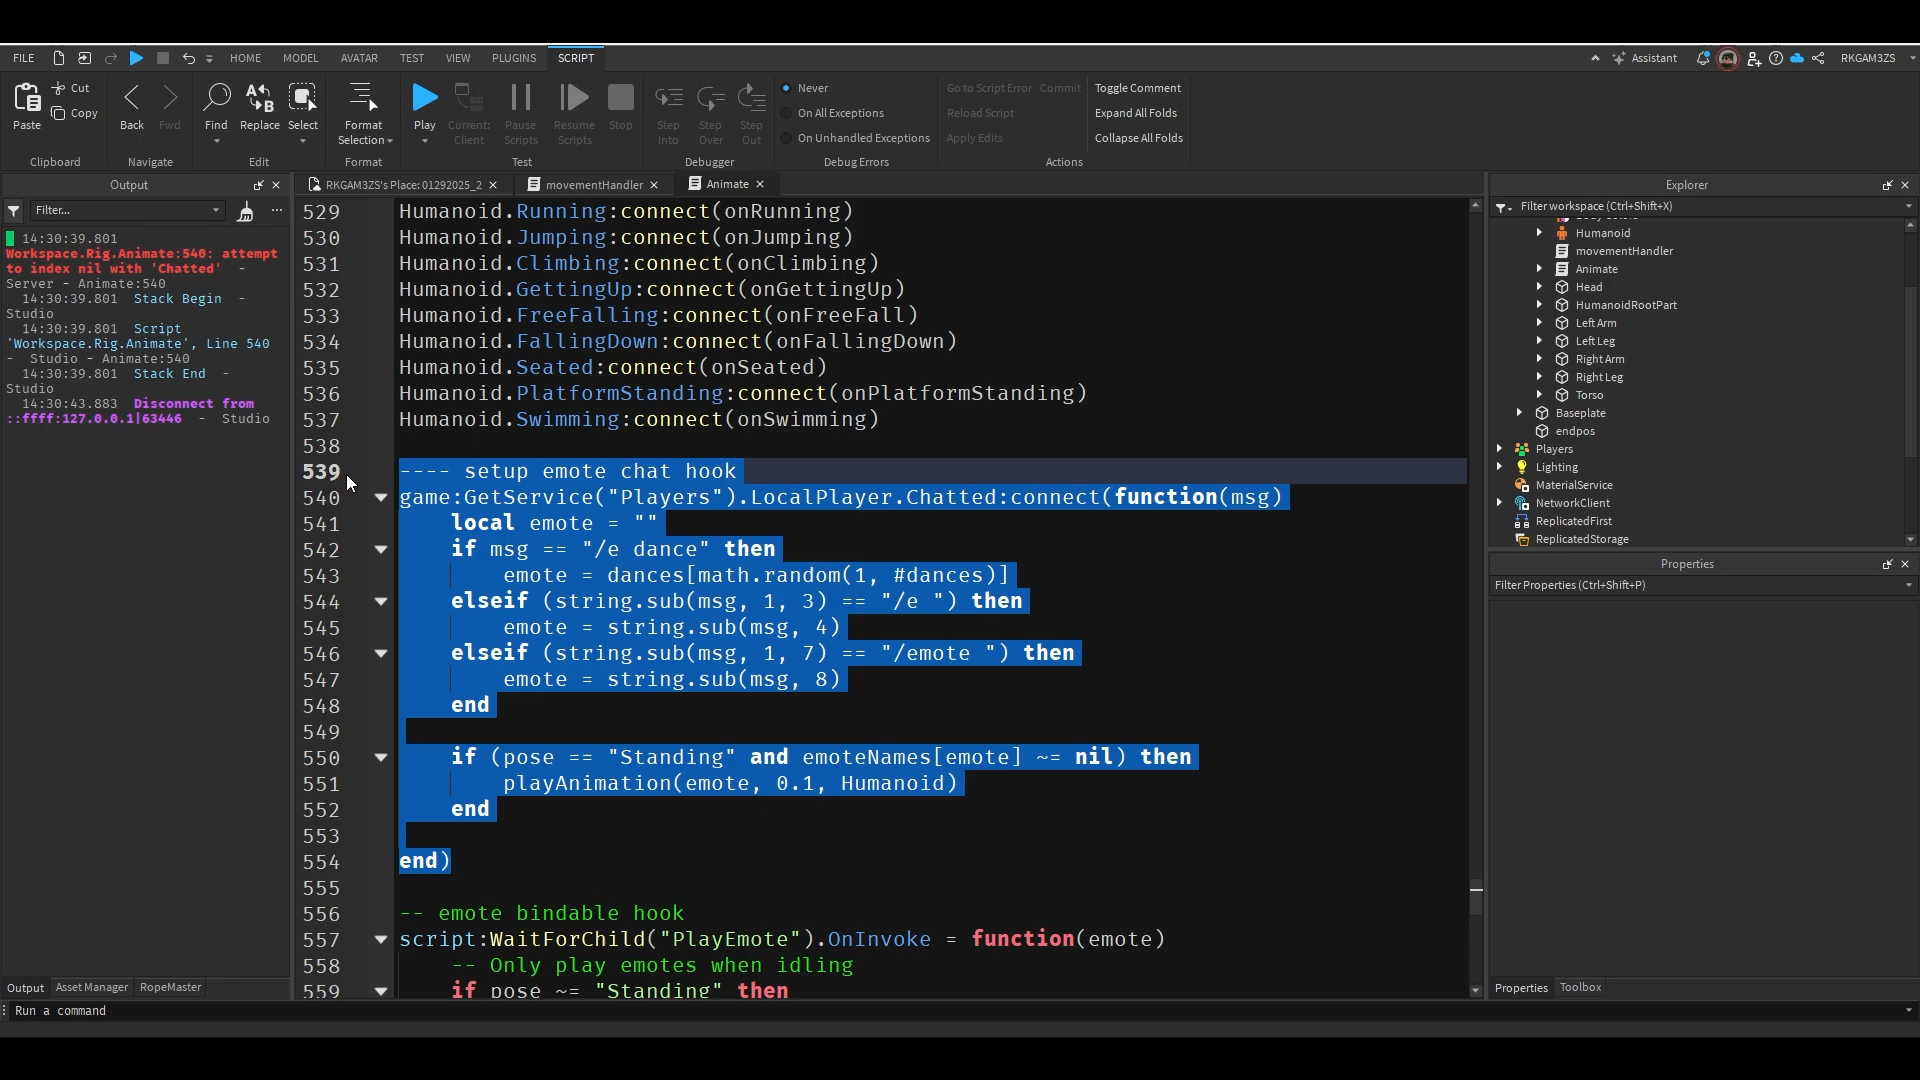 FILE HOME MODEL AVATAR TEST VIEW PLUGINS SCRIPT Assistant RKGAM3ZS
Paste Cut Copy Back Fwd Find Replace Select Format Selection Play Current: Client Pause Scripts Resume Scripts Stop Step Into Step Over Step Out
Never
On All Exceptions
On Unhandled Exceptions
Go to Script Error Commit
Reload Script
Apply Edits
Toggle Comment
Expand All Folds
Collapse All Folds
Clipboard Navigate Edit Format Test Debugger Debug Errors Actions
Output
Filter...
14:30:39.801
Workspace.Rig.Animate:540: attempt
to index nil with 'Chatted' -
Server - Animate:540
14:30:39.801 Stack Begin -
Studio
14:30:39.801 Script
'Workspace.Rig.Animate', Line 540
- Studio - Animate:540
14:30:39.801 Stack End -
Studio
14:30:43.883 Disconnect from
::ffff:127.0.0.1|63446 - Studio
Output Asset Manager RopeMaster
RKGAM3ZS's Place: 01292025_2 × movementHandler × Animate ×
529 Humanoid.Running:connect(onRunning)
530 Humanoid.Jumping:connect(onJumping)
531 Humanoid.Climbing:connect(onClimbing)
532 Humanoid.GettingUp:connect(onGettingUp)
533 Humanoid.FreeFalling:connect(onFreeFall)
534 Humanoid.FallingDown:connect(onFallingDown)
535 Humanoid.Seated:connect(onSeated)
536 Humanoid.PlatformStanding:connect(onPlatformStanding)
537 Humanoid.Swimming:connect(onSwimming)
538
539 ---- setup emote chat hook
540 game:GetService("Players").LocalPlayer.Chatted:connect(function(msg)
541 local emote = ""
542 if msg == "/e dance" then
543 emote = dances[math.random(1, #dances)]
544 elseif (string.sub(msg, 1, 3) == "/e ") then
545 emote = string.sub(msg, 4)
546 elseif (string.sub(msg, 1, 7) == "/emote ") then
547 emote = string.sub(msg, 8)
548 end
549
550 if (pose == "Standing" and emoteNames[emote] ~= nil) then
551 playAnimation(emote, 0.1, Humanoid)
552 end
553
554 end)
555
556 -- emote bindable hook
557 script:WaitForChild("PlayEmote").OnInvoke = function(emote)
558 -- Only play emotes when idling
559 if pose ~= "Standing" then
Explorer
Filter workspace (Ctrl+Shift+X)
Humanoid
movementHandler
Animate
Head
HumanoidRootPart
Left Arm
Left Leg
Right Arm
Right Leg
Torso
Baseplate
endpos
Players
Lighting
MaterialService
NetworkClient
ReplicatedFirst
ReplicatedStorage
Properties
Filter Properties (Ctrl+Shift+P)
Properties Toolbox
Run a command